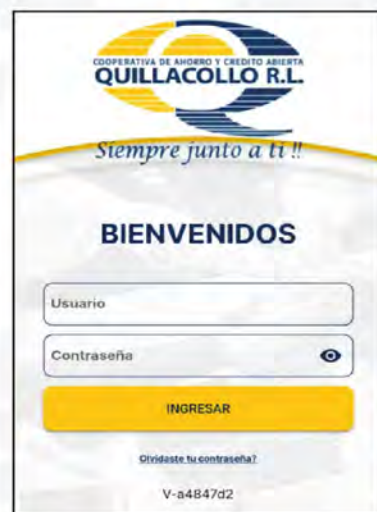 COOPERATIVA DE AHORRO Y CREDITO ABIERTA
QUILLACOLLO R.L.
Siempre junto a ti !!
BIENVENIDOS
Usuario
Contraseña
INGRESAR
Olvidaste tu contraseña?
V-a4847d2